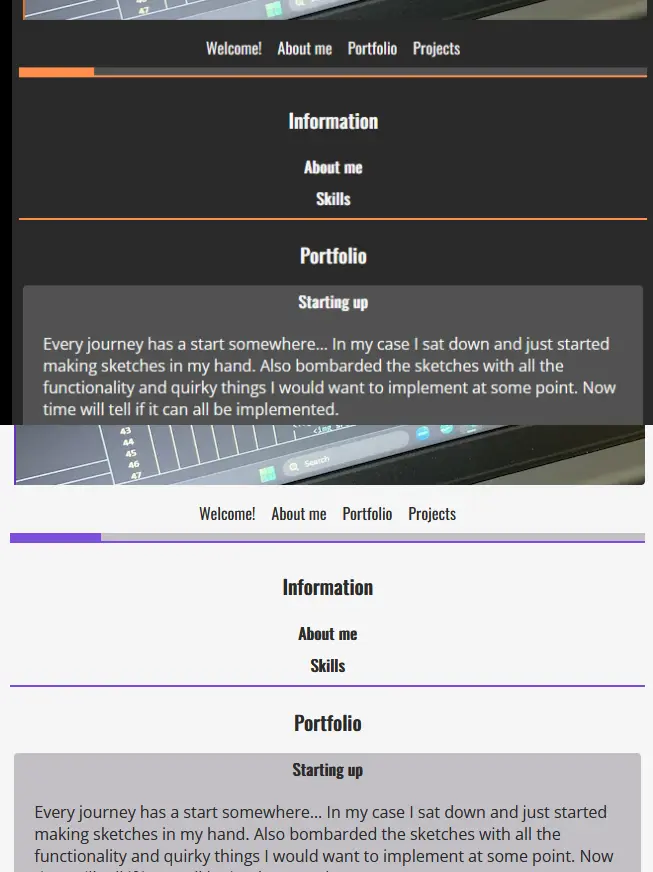 46
47
Welcome! About me Portfolio Projects
Information
About me
Skills
Portfolio
Starting up
Every journey has a start somewhere... In my case I sat down and just started
making sketches in my hand. Also bombarded the sketches with all the
functionality and quirky things I would want to implement at some point. Now
time will tell if it can all be implemented.
43
44
45
46
47
Search
Welcome! About me Portfolio Projects
Information
About me
Skills
Portfolio
Starting up
Every journey has a start somewhere... In my case I sat down and just started
making sketches in my hand. Also bombarded the sketches with all the
functionality and quirky things I would want to implement at some point. Now